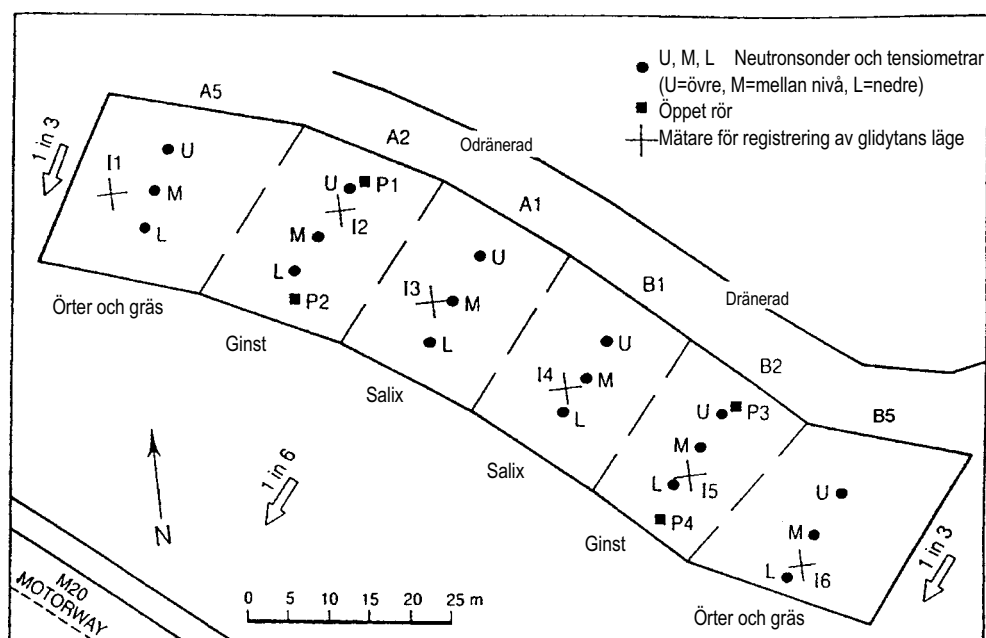 U, M, L Neutronsonder och tensiometrar
(U=övre, M=mellan nivå, L=nedre)
Öppet rör
Mätare för registrering av glidytans läge
A5
A2
Odränerad
A1
B1
Dränerad
B2
B5
1 in 3
I1
U
M
L
U
P1
I2
M
L
P2
U
I3
M
L
U
I4
M
L
U
P3
M
L
I5
P4
U
M
L
I6
1 in 3
Örter och gräs
Ginst
Salix
Salix
Ginst
Örter och gräs
1 in 6
N
M20
MOTORWAY
0 5 10 15 20 25 m